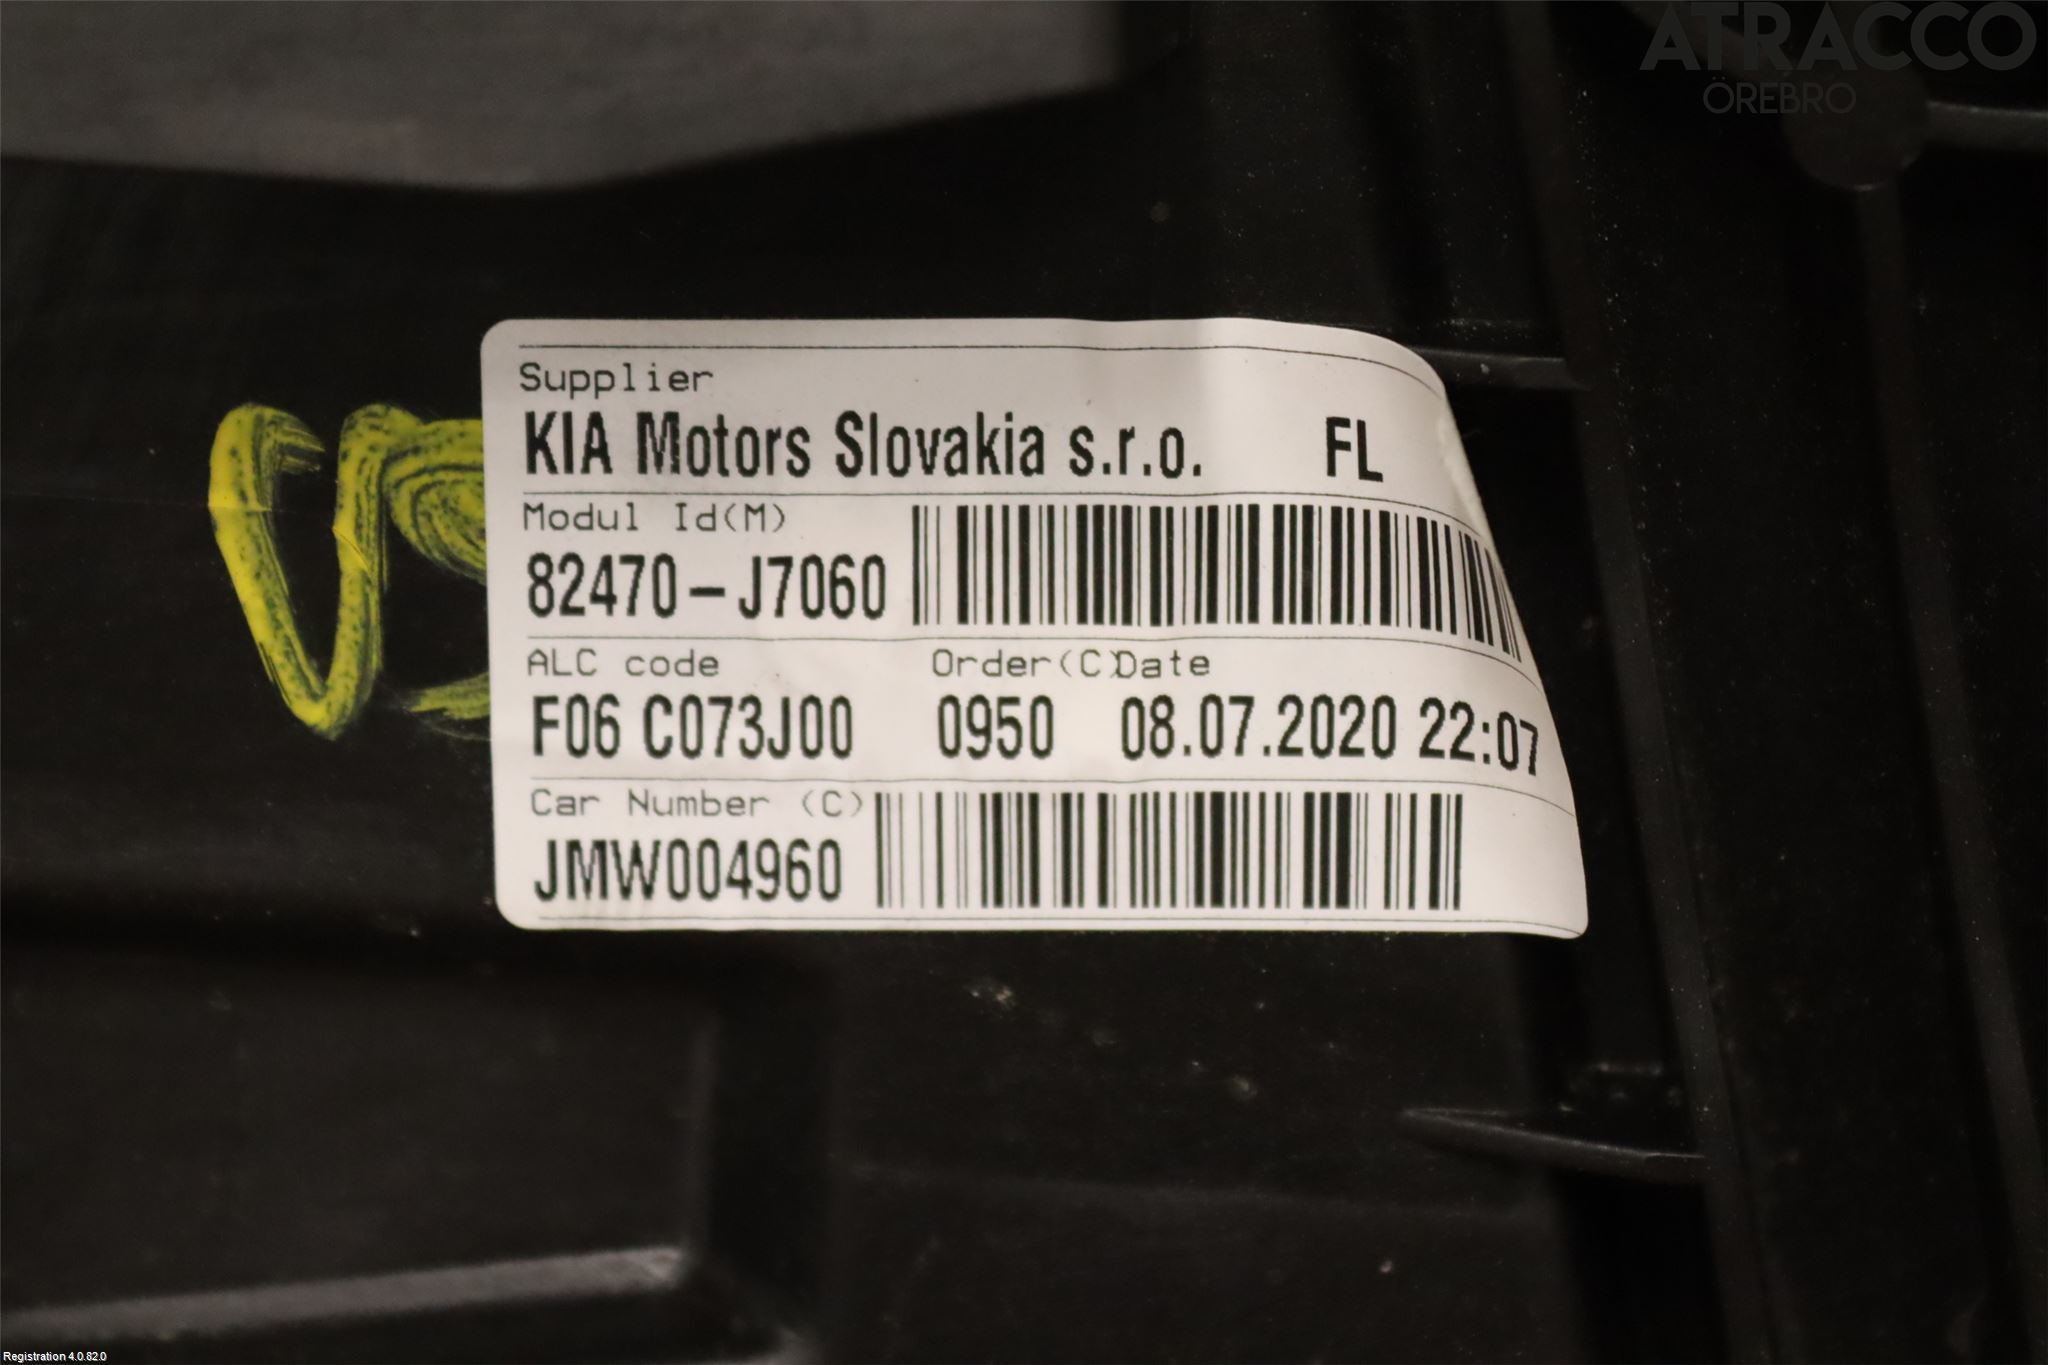 ATRACCO
ÖREBRO
Supplier
KIA Motors Slovakia s.r.o. FL
Modul Id(M)
82470-J7060
ALC code Order(C)Date
F06 C073J00 0950 08.07.2020 22:07
Car Number (C)
JMW004960
Registration 4.0.82.0